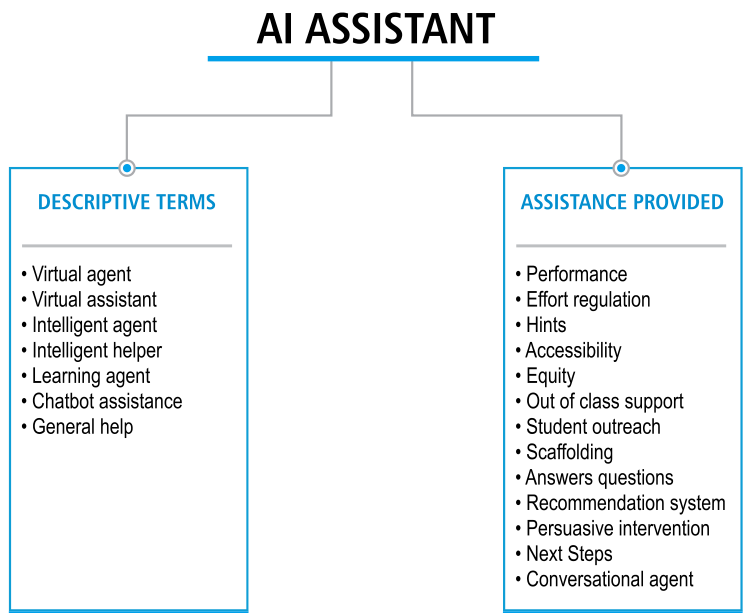 AI ASSISTANT
DESCRIPTIVE TERMS
• Virtual agent
• Virtual assistant
• Intelligent agent
• Intelligent helper
• Learning agent
• Chatbot assistance
• General help
ASSISTANCE PROVIDED
• Performance
• Effort regulation
• Hints
• Accessibility
• Equity
• Out of class support
• Student outreach
• Scaffolding
• Answers questions
• Recommendation system
• Persuasive intervention
• Next Steps
• Conversational agent